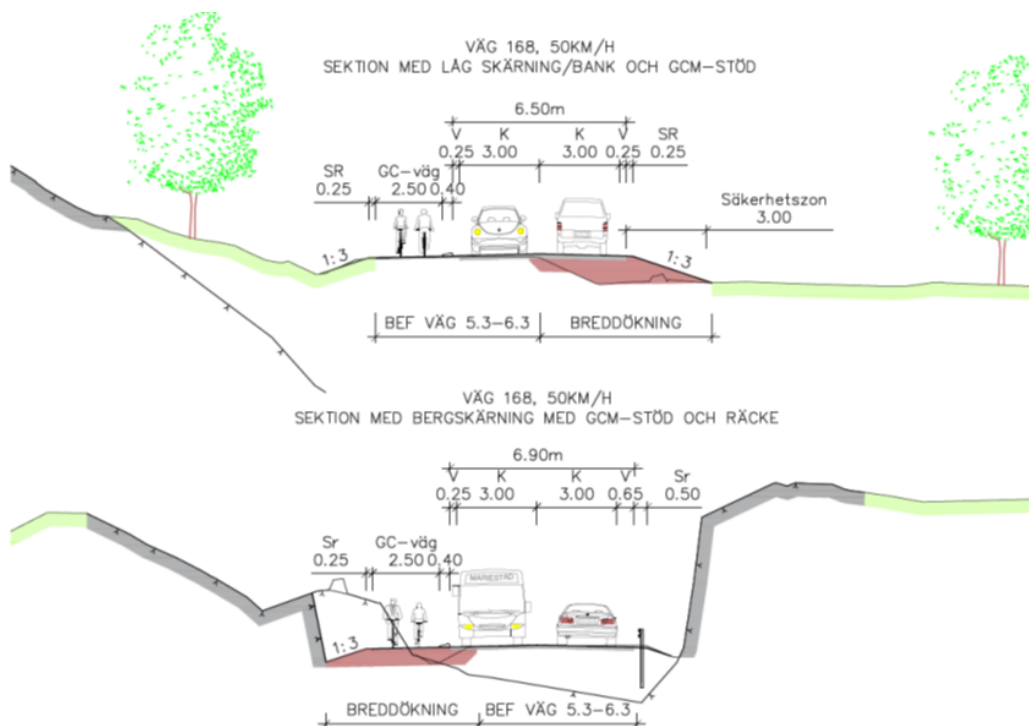 VÄG 168, 50KM/H
SEKTION MED LÅG SKÄRNING/BANK OCH GCM-STÖD
6.50m
V K K V SR
0.25 3.00 3.00 0.25 0.25
SR GC-väg
0.25 2.50 0.40
Säkerhetszon
3.00
1:3 1:3
BEF VÄG 5.3-6.3 BREDDÖKNING
VÄG 168, 50KM/H
SEKTION MED BERGSKÄRNING MED GCM-STÖD OCH RÄCKE
6.90m
V K K V Sr
0.25 3.00 3.00 0.65 0.50
Sr GC-väg
0.25 2.50 0.40
MARIESTAD
1:3
BREDDÖKNING BEF VÄG 5.3-6.3